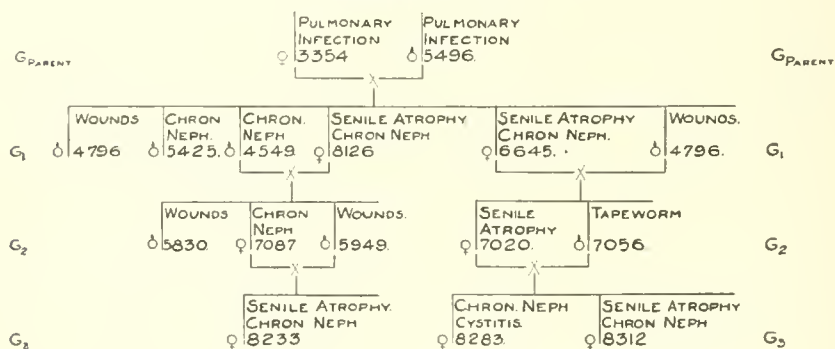 PULMONARY INFECTION ♀ 3354
PULMONARY INFECTION ♂ 5496.
GPARENT
GPARENT
X
G1
WOUNDS ♂ 4796
CHRON NEPH. ♂ 5425.
CHRON. NEPH ♂ 4549.
SENILE ATROPHY CHRON NEPH ♀ 8126
SENILE ATROPHY CHRON NEPH. ♀ 6645.
WOUNDS. ♂ 4796.
G1
X
X
G2
WOUNDS ♂ 5830.
CHRON NEPH ♀ 7087
WOUNDS. ♂ 5949.
SENILE ATROPHY ♀ 7020.
TAPEWORM ♂ 7056
G2
X
X
G3
SENILE ATROPHY. CHRON NEPH ♀ 8233
CHRON. NEPH CYSTITIS. ♀ 8283.
SENILE ATROPHY CHRON NEPH ♀ 8312
G3